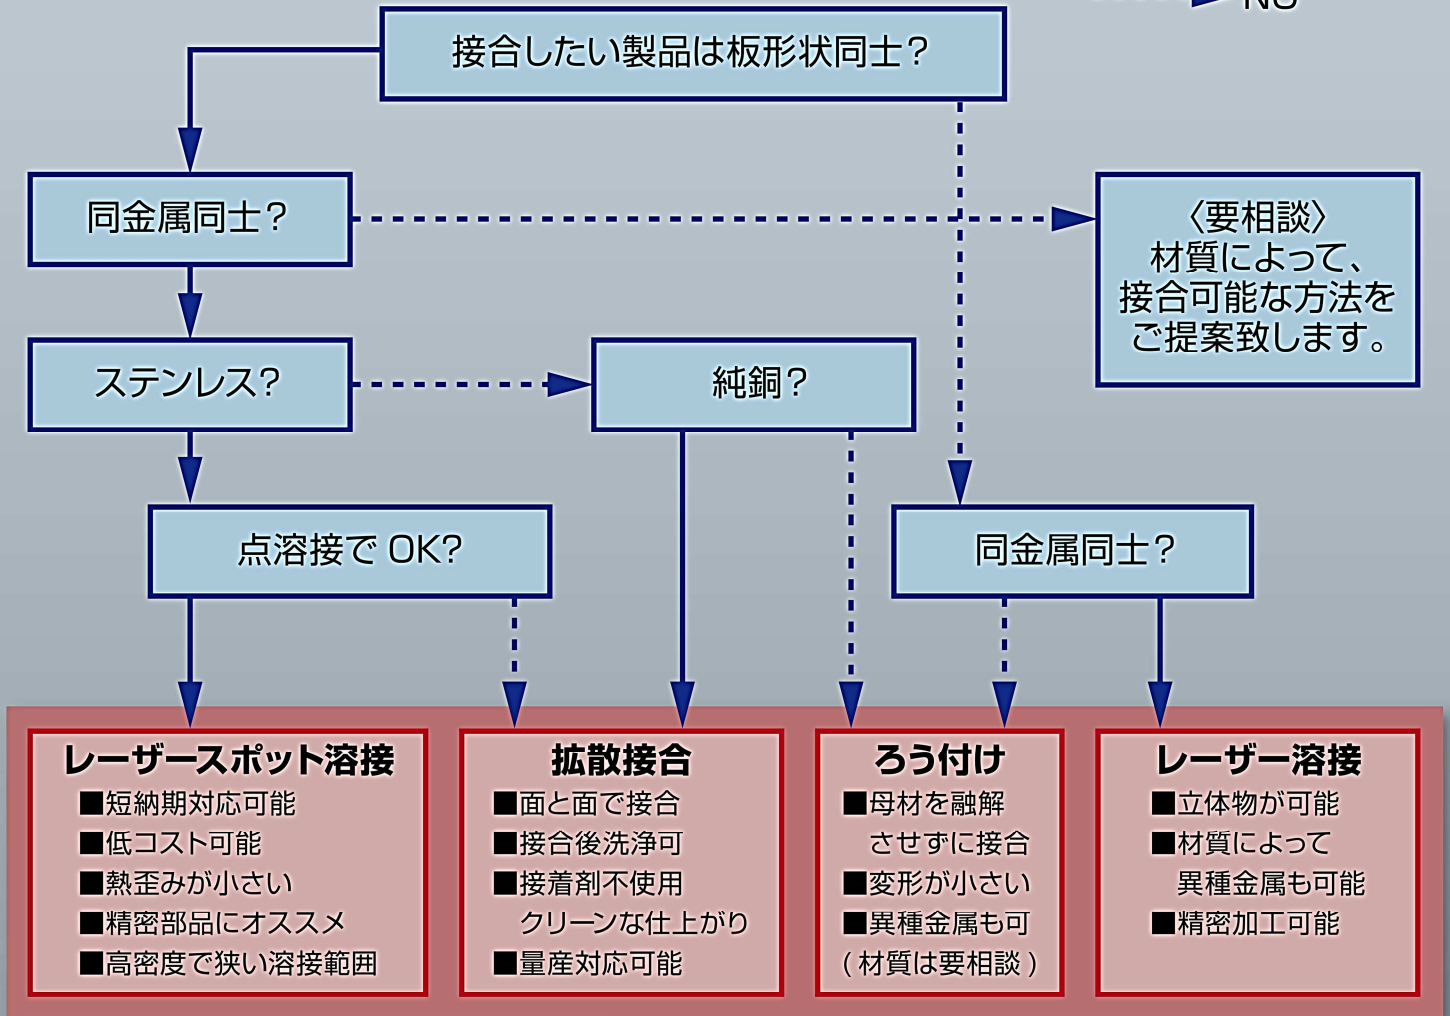 NO
接合したい製品は板形状同士？
同金属同士？
〈要相談〉
材質によって、
接合可能な方法を
ご提案致します。
ステンレス？
純銅？
点溶接で OK？
同金属同士？
レーザースポット溶接
■短納期対応可能
■低コスト可能
■熱歪みが小さい
■精密部品にオススメ
■高密度で狭い溶接範囲
拡散接合
■面と面で接合
■接合後洗浄可
■接着剤不使用
クリーンな仕上がり
■量産対応可能
ろう付け
■母材を融解
させずに接合
■変形が小さい
■異種金属も可
(材質は要相談)
レーザー溶接
■立体物が可能
■材質によって
異種金属も可能
■精密加工可能